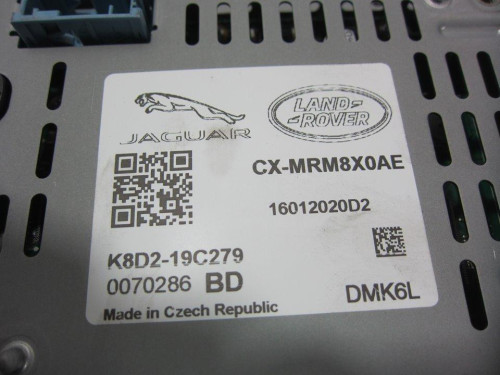 JAGUAR
LAND-
-ROVER
CX-MRM8X0AE
16012020D2
K8D2-19C279
0070286 BD
DMK6L
Made in Czech Republic